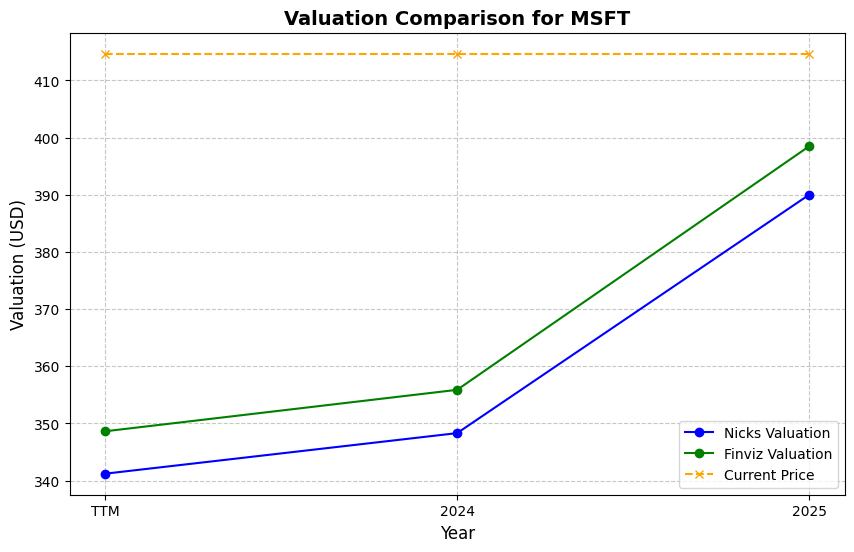 Valuation Comparison for MSFT
Valuation (USD)
410
400
390
380
370
360
350
340
TTM
2024
2025
Year
Nicks Valuation
Finviz Valuation
Current Price